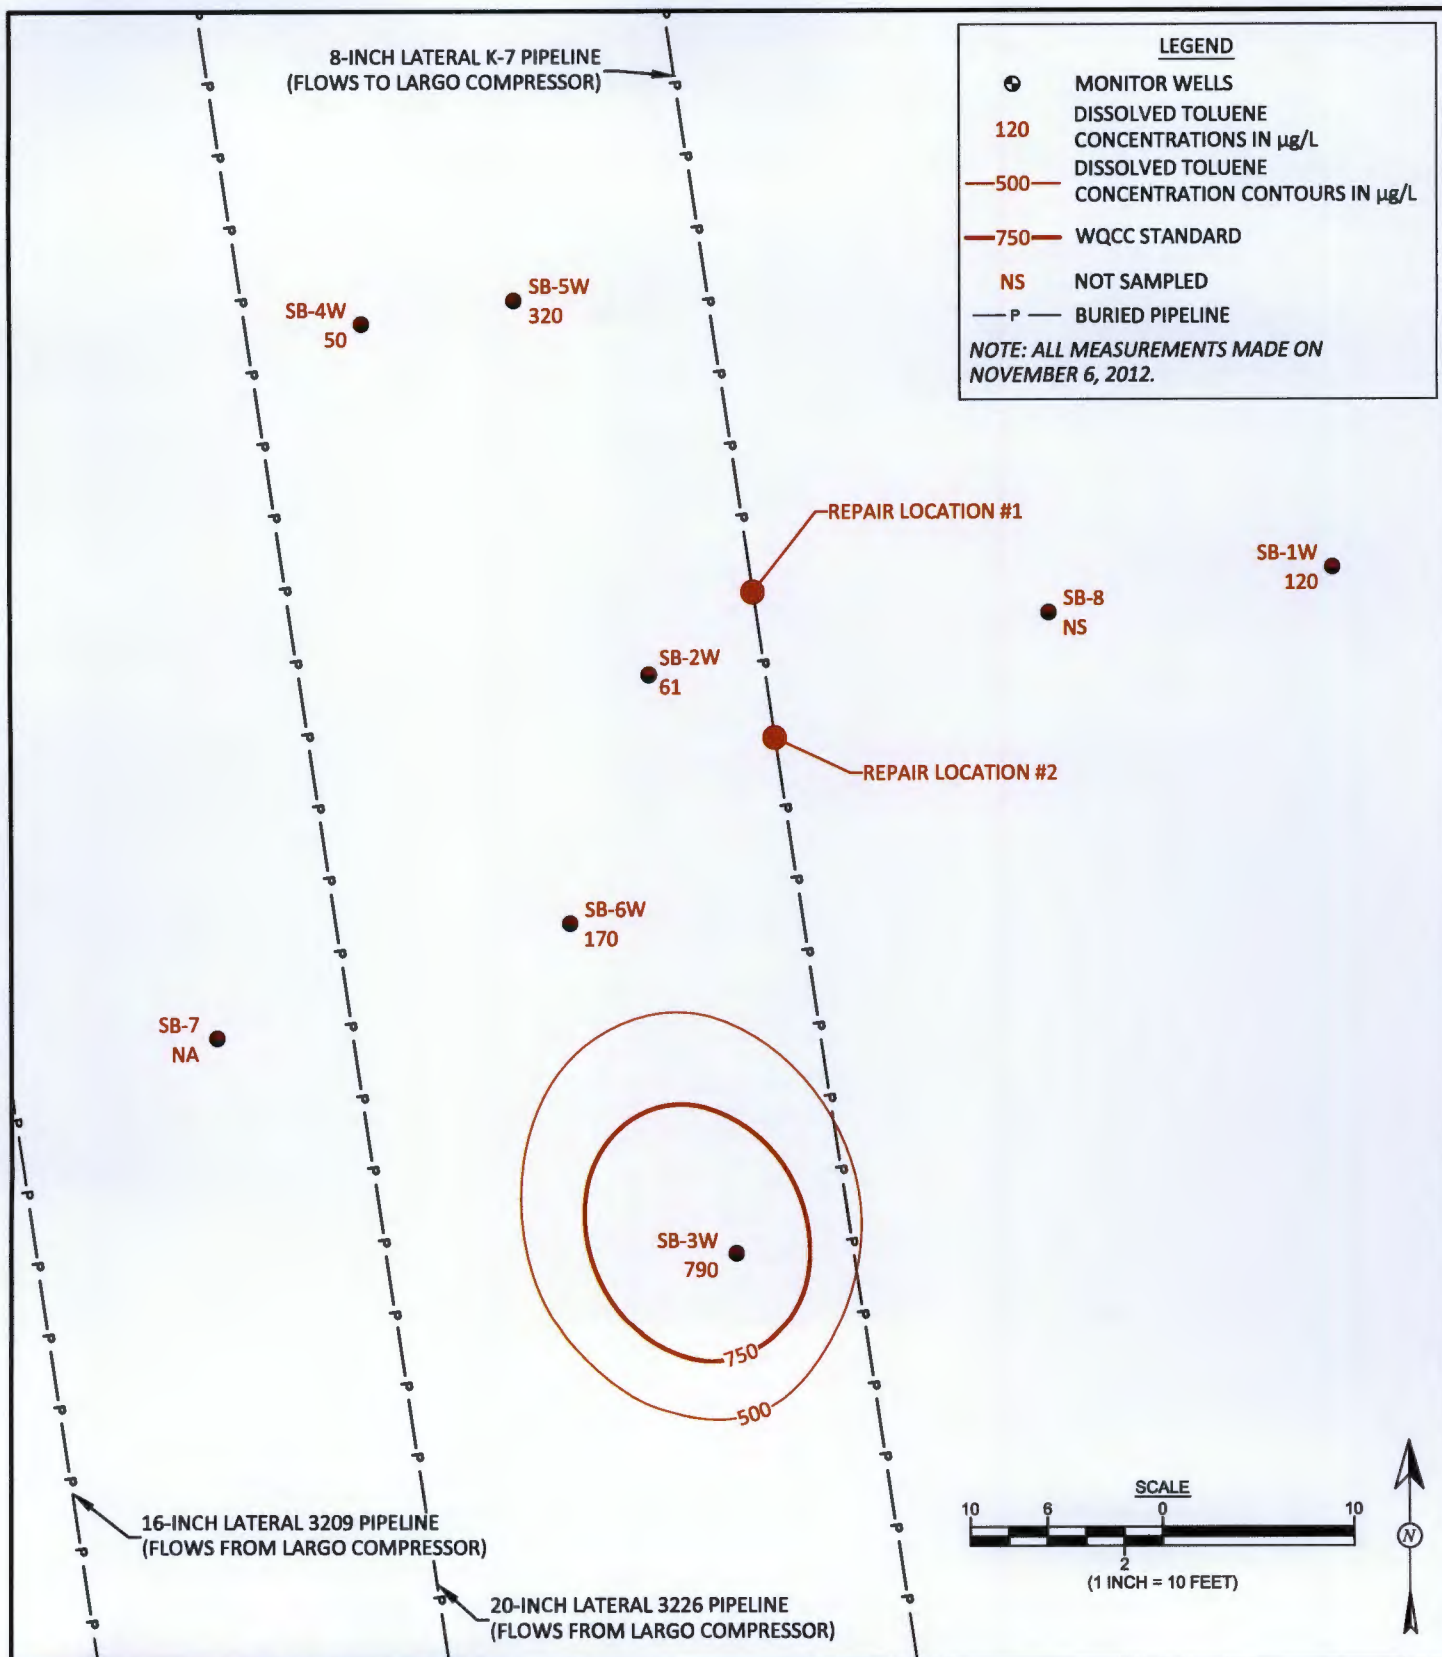 8-INCH LATERAL K-7 PIPELINE
(FLOWS TO LARGO COMPRESSOR)
LEGEND
MONITOR WELLS
120
DISSOLVED TOLUENE
CONCENTRATIONS IN µg/L
500
DISSOLVED TOLUENE
CONCENTRATION CONTOURS IN µg/L
750 WQCC STANDARD
NS NOT SAMPLED
P BURIED PIPELINE
NOTE: ALL MEASUREMENTS MADE ON
NOVEMBER 6, 2012.
SB-4W
50
SB-5W
320
REPAIR LOCATION #1
SB-1W
120
SB-8
NS
SB-2W
61
REPAIR LOCATION #2
SB-6W
170
SB-7
NA
SB-3W
790
750
500
16-INCH LATERAL 3209 PIPELINE
(FLOWS FROM LARGO COMPRESSOR)
20-INCH LATERAL 3226 PIPELINE
(FLOWS FROM LARGO COMPRESSOR)
SCALE
10 6 0 10
2
(1 INCH = 10 FEET)
N